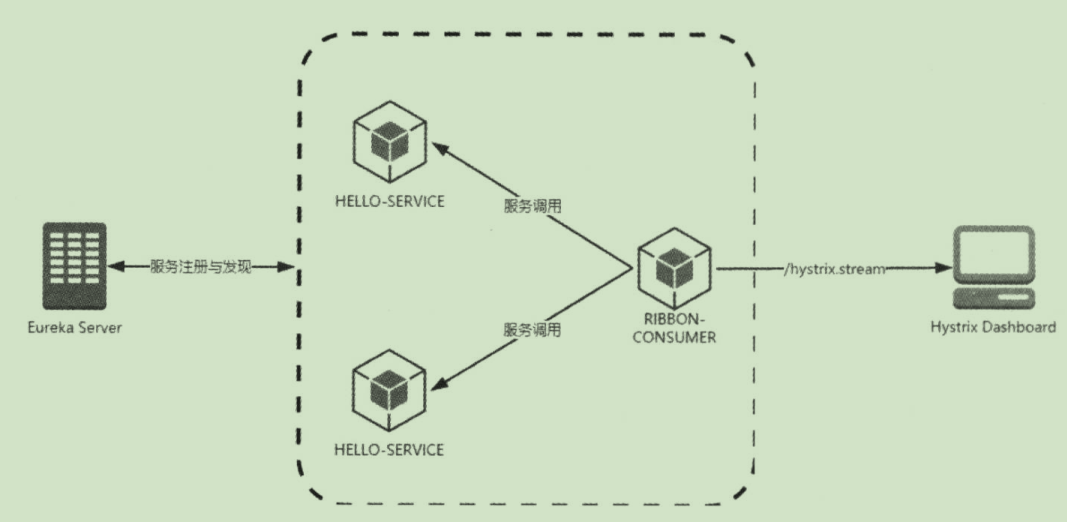 HELLO-SERVICE
服务调用
Eureka Server
服务注册与发现
/hystrix.stream
RIBBON-
CONSUMER
Hystrix Dashboard
服务调用
HELLO-SERVICE